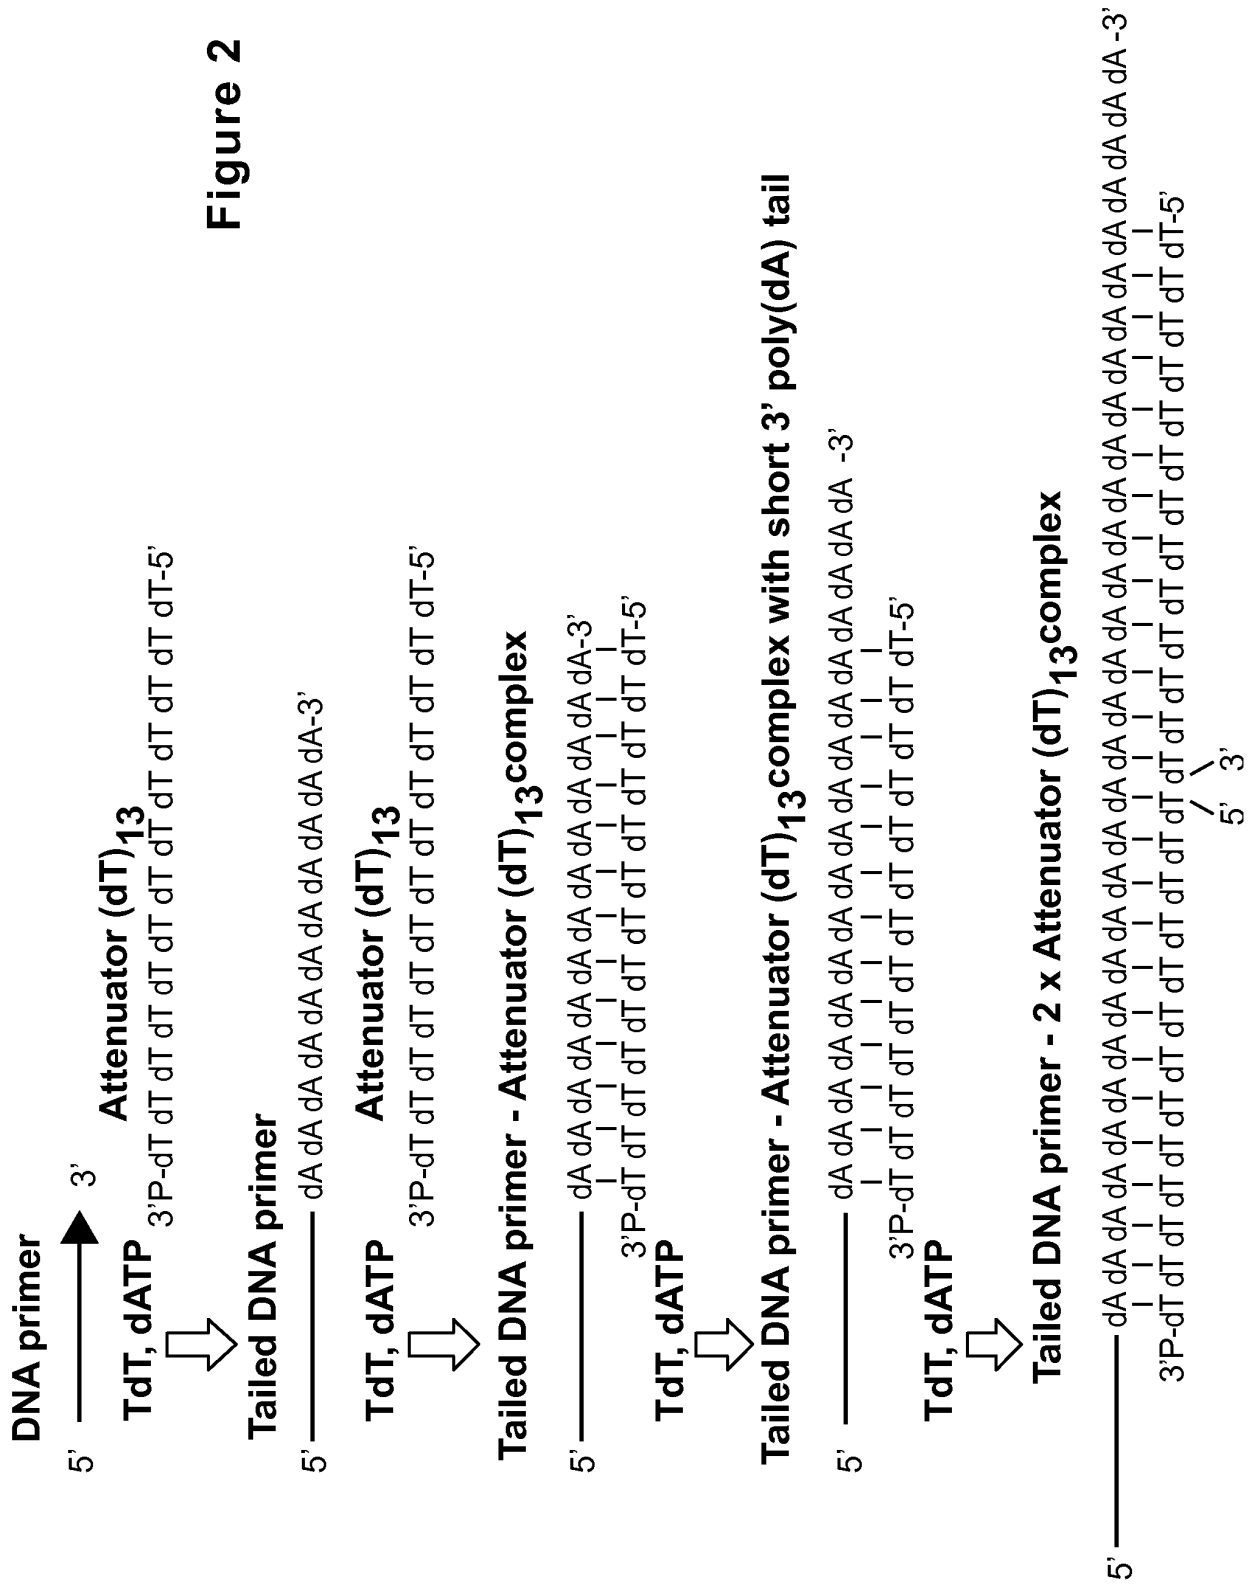 Figure 2
DNA primer
5' 3'
TdT, dATP
Attenuator (dT)13
3'P-dT dT dT dT dT dT dT dT dT dT dT dT dT-5'
Tailed DNA primer
5' dA dA dA dA dA dA dA dA dA dA dA-3'
TdT, dATP
Attenuator (dT)13
3'P-dT dT dT dT dT dT dT dT dT dT dT dT dT-5'
Tailed DNA primer - Attenuator (dT)13complex
5' dA dA dA dA dA dA dA dA dA dA dA dA dA-3'
3'P-dT dT dT dT dT dT dT dT dT dT dT dT dT-5'
TdT, dATP
Tailed DNA primer - Attenuator (dT)13complex with short 3' poly(dA) tail
5' dA dA dA dA dA dA dA dA dA dA dA dA dA dA dA dA dA -3'
3'P-dT dT dT dT dT dT dT dT dT dT dT dT dT-5'
TdT, dATP
Tailed DNA primer - 2 x Attenuator (dT)13complex
5' dA dA dA dA dA dA dA dA dA dA dA dA dA dA dA dA dA dA dA dA dA dA dA dA dA dA dA dA dA dA -3'
3'P-dT dT dT dT dT dT dT dT dT dT dT dT dT dT dT dT dT dT dT dT dT dT dT dT dT dT-5'
5' 3'